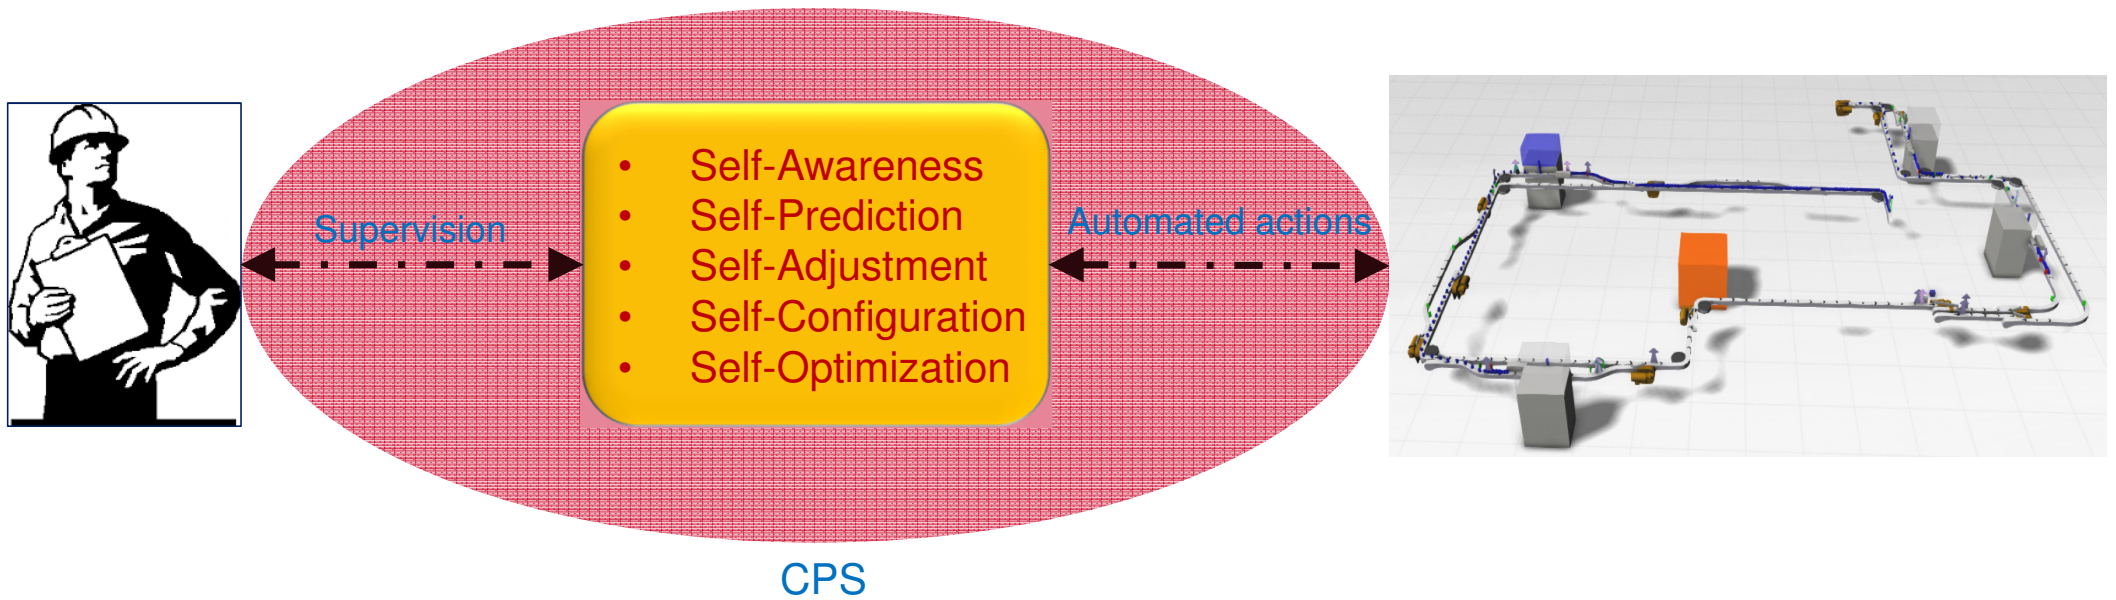 Supervision
• Self-Awareness
• Self-Prediction
• Self-Adjustment
• Self-Configuration
• Self-Optimization
Automated actions
CPS